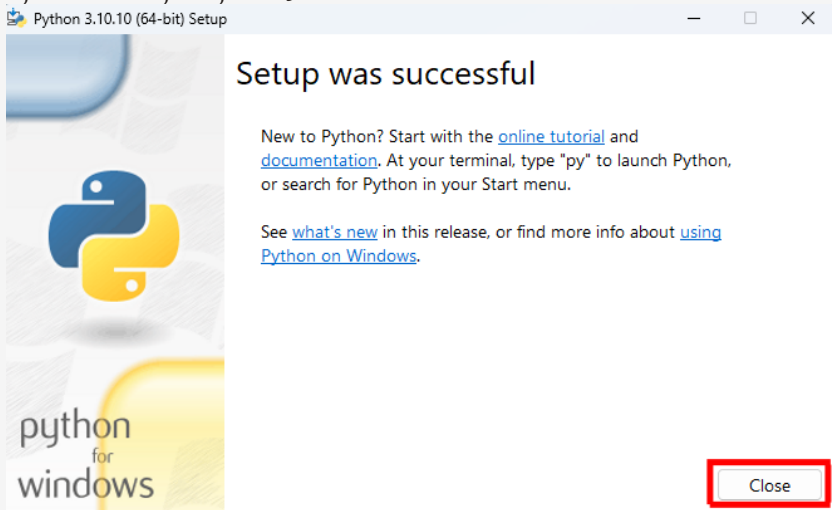 Python 3.10.10 (64-bit) Setup
Setup was successful
New to Python? Start with the online tutorial and
documentation. At your terminal, type "py" to launch Python,
or search for Python in your Start menu.
See what's new in this release, or find more info about using
Python on Windows.
python
for
windows
Close